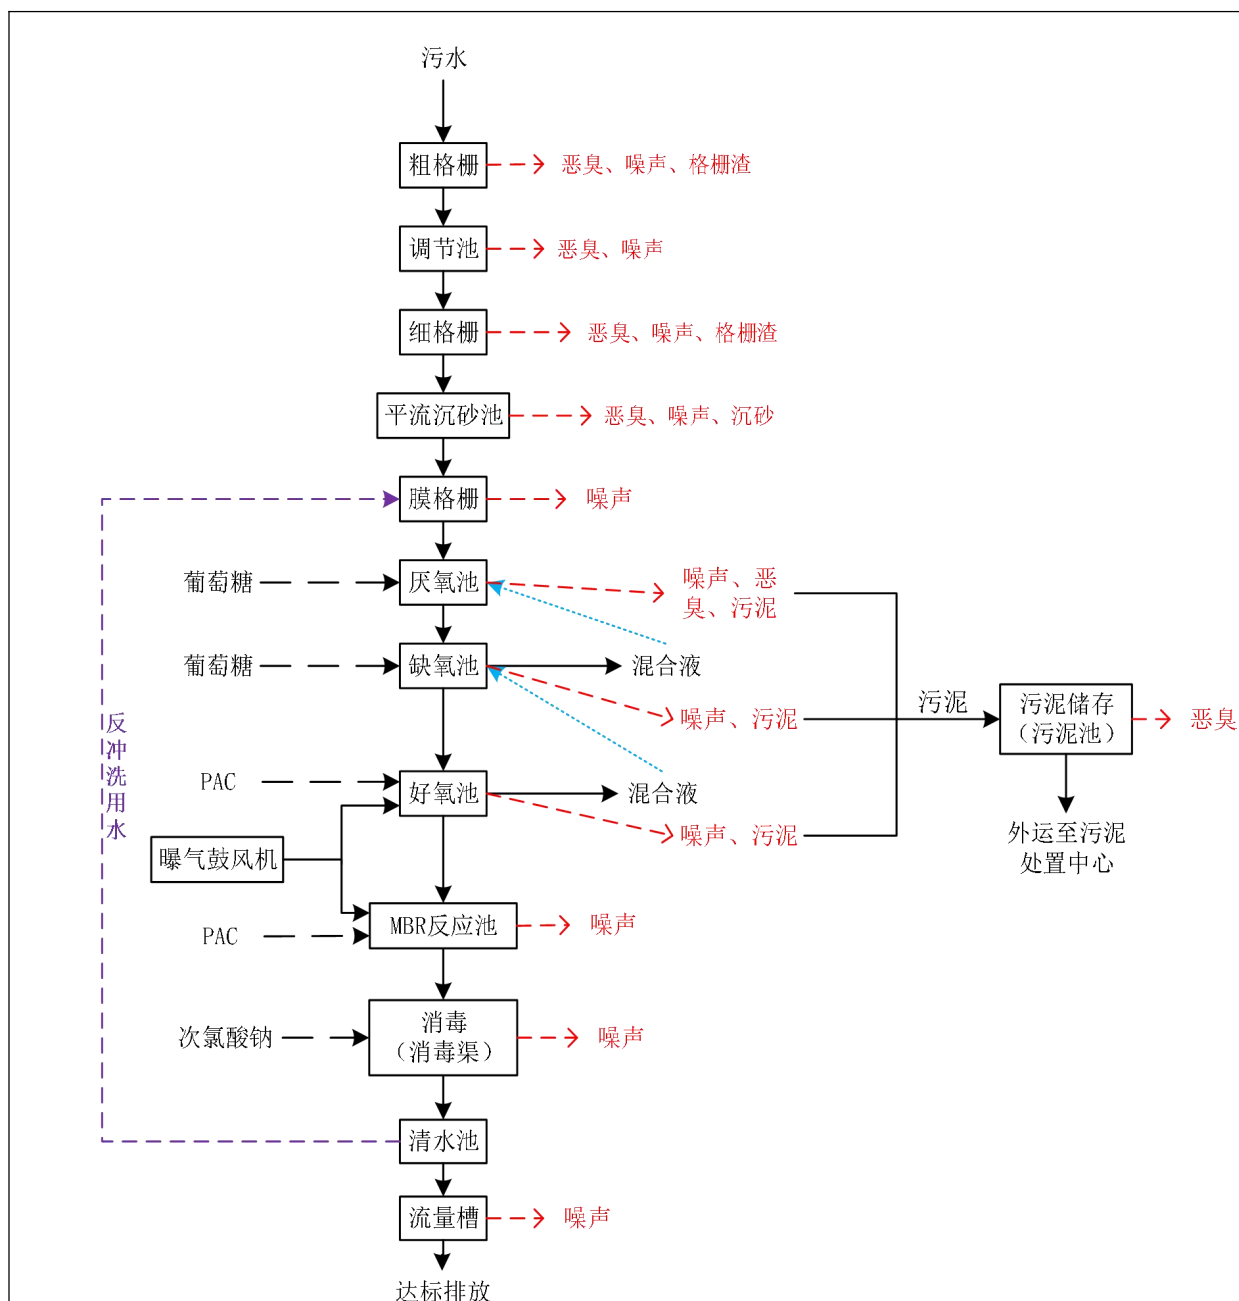 污水
粗格栅
恶臭、噪声、格栅渣
调节池
恶臭、噪声
细格栅
恶臭、噪声、格栅渣
平流沉砂池
恶臭、噪声、沉砂
膜格栅
噪声
葡萄糖
厌氧池
噪声、恶
臭、污泥
葡萄糖
缺氧池
混合液
噪声、污泥
污泥
污泥储存
（污泥池）
恶臭
反冲洗用水
PAC
好氧池
混合液
噪声、污泥
外运至污泥
处置中心
曝气鼓风机
PAC
MBR反应池
噪声
次氯酸钠
消毒
（消毒渠）
噪声
清水池
流量槽
噪声
达标排放